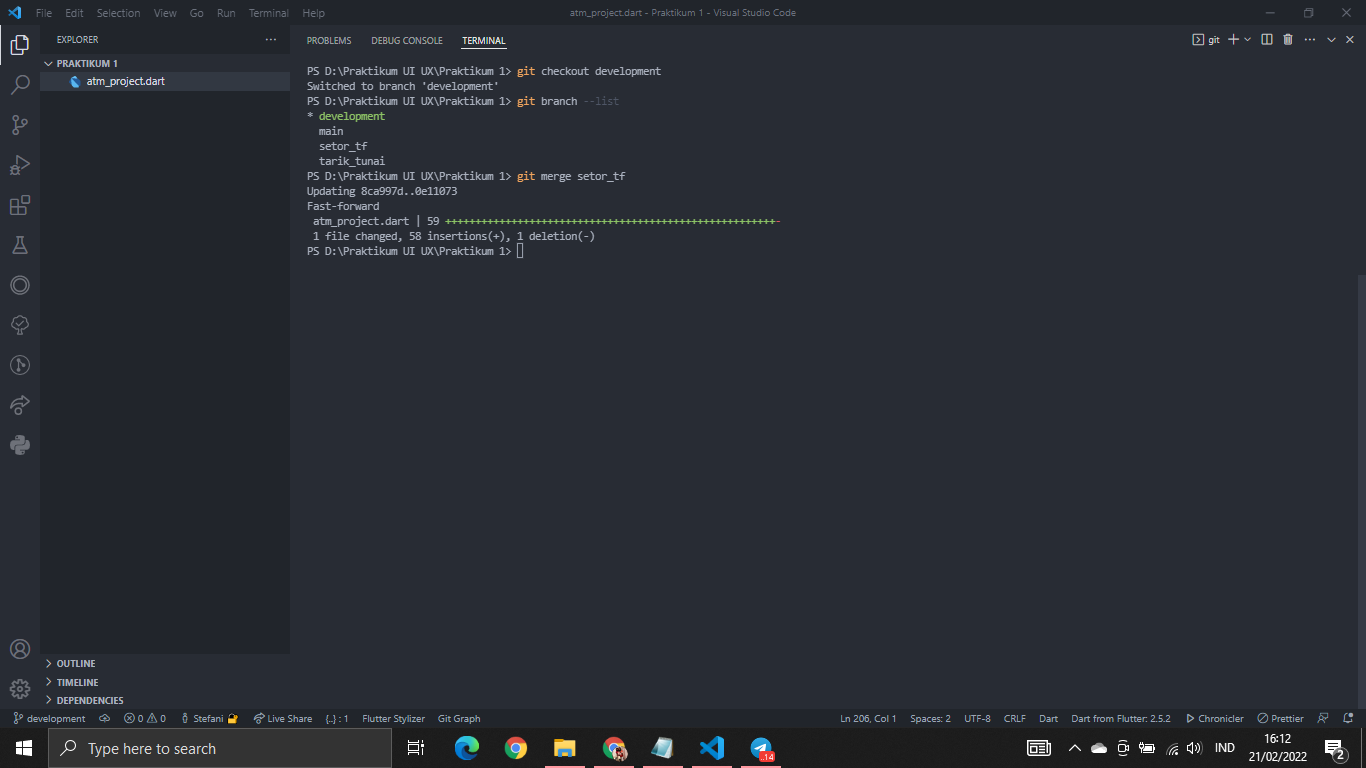 File Edit Selection View Go Run Terminal Help
atm_project.dart - Praktikum 1 - Visual Studio Code
EXPLORER
PRAKTIKUM 1
atm_project.dart
PROBLEMS DEBUG CONSOLE TERMINAL
git
PS D:\Praktikum UI UX\Praktikum 1> git checkout development
Switched to branch 'development'
PS D:\Praktikum UI UX\Praktikum 1> git branch --list
* development
main
setor_tf
tarik_tunai
PS D:\Praktikum UI UX\Praktikum 1> git merge setor_tf
Updating 8ca997d..0e11073
Fast-forward
atm_project.dart | 59 ++++++++++++++++++++++++++++++++++++++++++++++++++++++++++-
1 file changed, 58 insertions(+), 1 deletion(-)
PS D:\Praktikum UI UX\Praktikum 1>
OUTLINE
TIMELINE
DEPENDENCIES
development 0 0 Stefani Live Share {..} : 1 Flutter Stylizer Git Graph
Ln 206, Col 1 Spaces: 2 UTF-8 CRLF Dart Dart from Flutter: 2.5.2 Chronicler Prettier
Type here to search
14
IND
16:12
21/02/2022
2